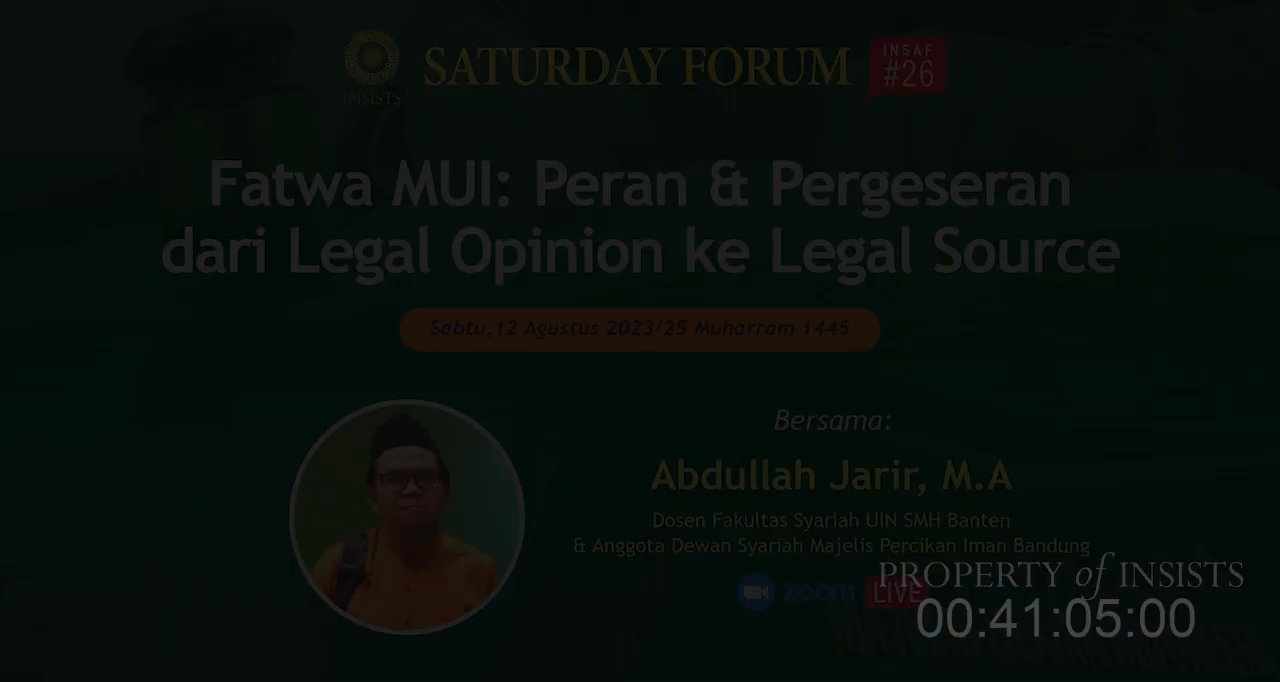 INSISTS
SATURDAY FORUM
INSAF
#26
Fatwa MUI: Peran & Pergeseran
dari Legal Opinion ke Legal Source
Sabtu,12 Agustus 2023/25 Muharram 1445
Bersama:
Abdullah Jarir, M.A
Dosen Fakultas Syariah UIN SMH Banten
& Anggota Dewan Syariah Majelis Percikan Iman Bandung
zoom LIVE
PROPERTY of INSISTS
00:41:05:00